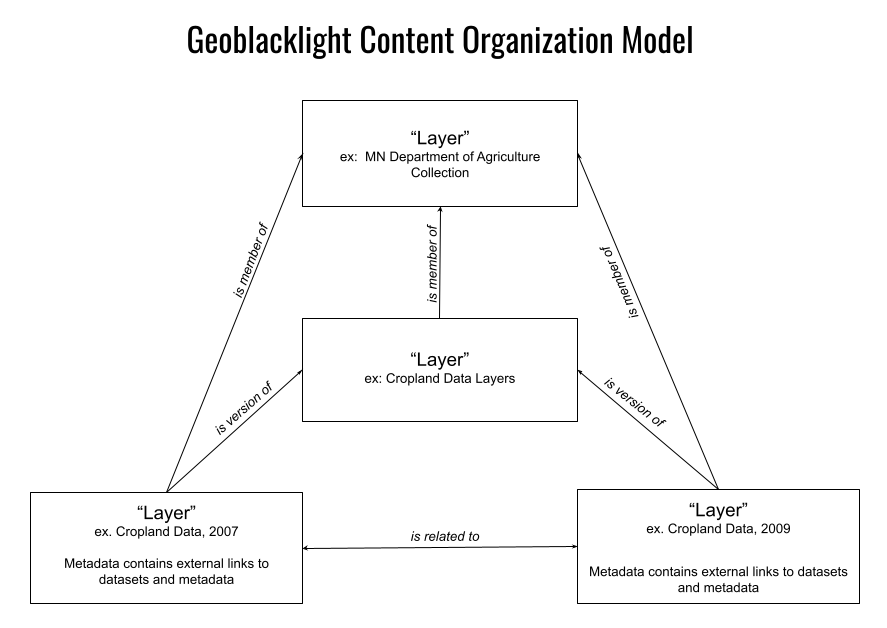 Geoblacklight Content Organization Model
“Layer”
ex:  MN Department of Agriculture
Collection
is member of
is member of
is member of
“Layer”
ex: Cropland Data Layers
is version of
is version of
“Layer”
ex. Cropland Data, 2007
Metadata contains external links to
datasets and metadata
is related to
“Layer”
ex. Cropland Data, 2009
Metadata contains external links to datasets
and metadata